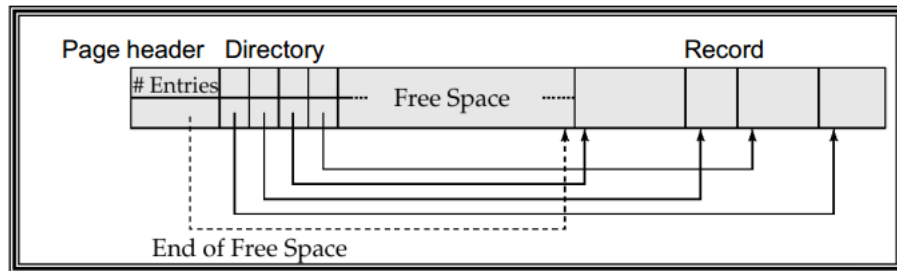 Page header Directory Record
# Entries
Free Space
End of Free Space